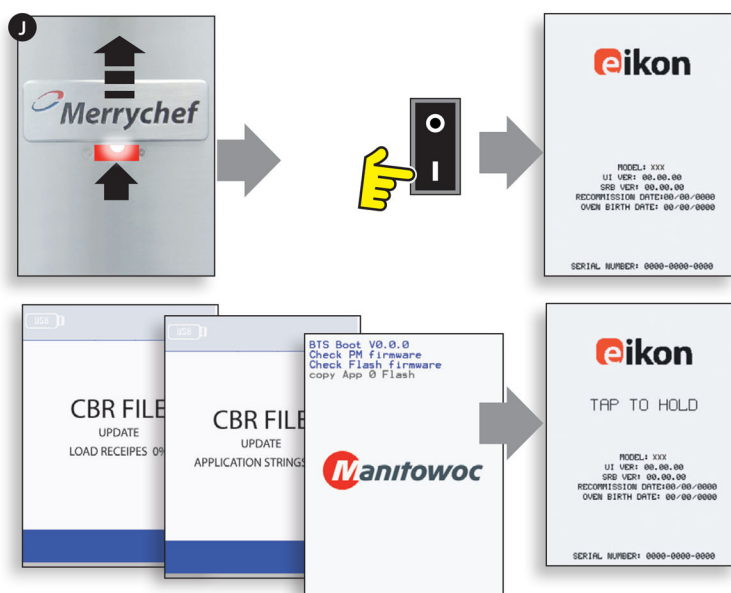 J
Merrychef
O
I
eikon
MODEL: XXX
UI VER: 00.00.00
SRB VER: 00.00.00
RECOMMISSION DATE:00/00/0000
OVEN BIRTH DATE: 00/00/0000
SERIAL NUMBER: 0000-0000-0000
USB
CBR FILE
UPDATE
LOAD RECEIPES 0%
USB
CBR FILE
UPDATE
APPLICATION STRINGS
BTS Boot V0.0.0
Check PM firmware
Check Flash firmware
copy App 0 Flash
Manitowoc
eikon
TAP TO HOLD
MODEL: XXX
UI VER: 00.00.00
SRB VER: 00.00.00
RECOMMISSION DATE:00/00/0000
OVEN BIRTH DATE: 00/00/0000
SERIAL NUMBER: 0000-0000-0000